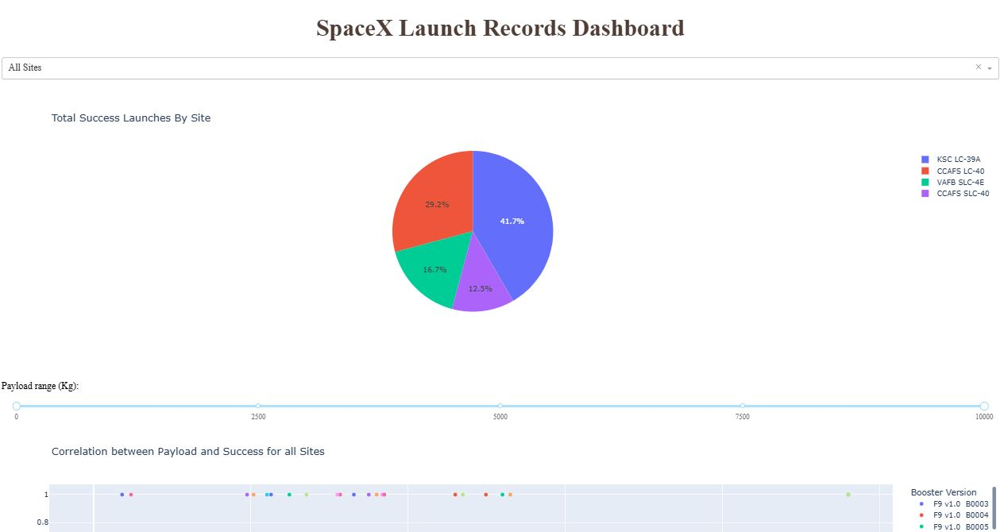 SpaceX Launch Records Dashboard
All Sites
×
Total Success Launches By Site
KSC LC-39A
CCAFS LC-40
VAFB SLC-4E
CCAFS SLC-40
29.2%
41.7%
16.7%
12.5%
Payload range (Kg):
0 2500 5000 7500 10000
Correlation between Payload and Success for all Sites
1
0.8
Booster Version
F9 v1.0  B0003
F9 v1.0  B0004
F9 v1.0  B0005